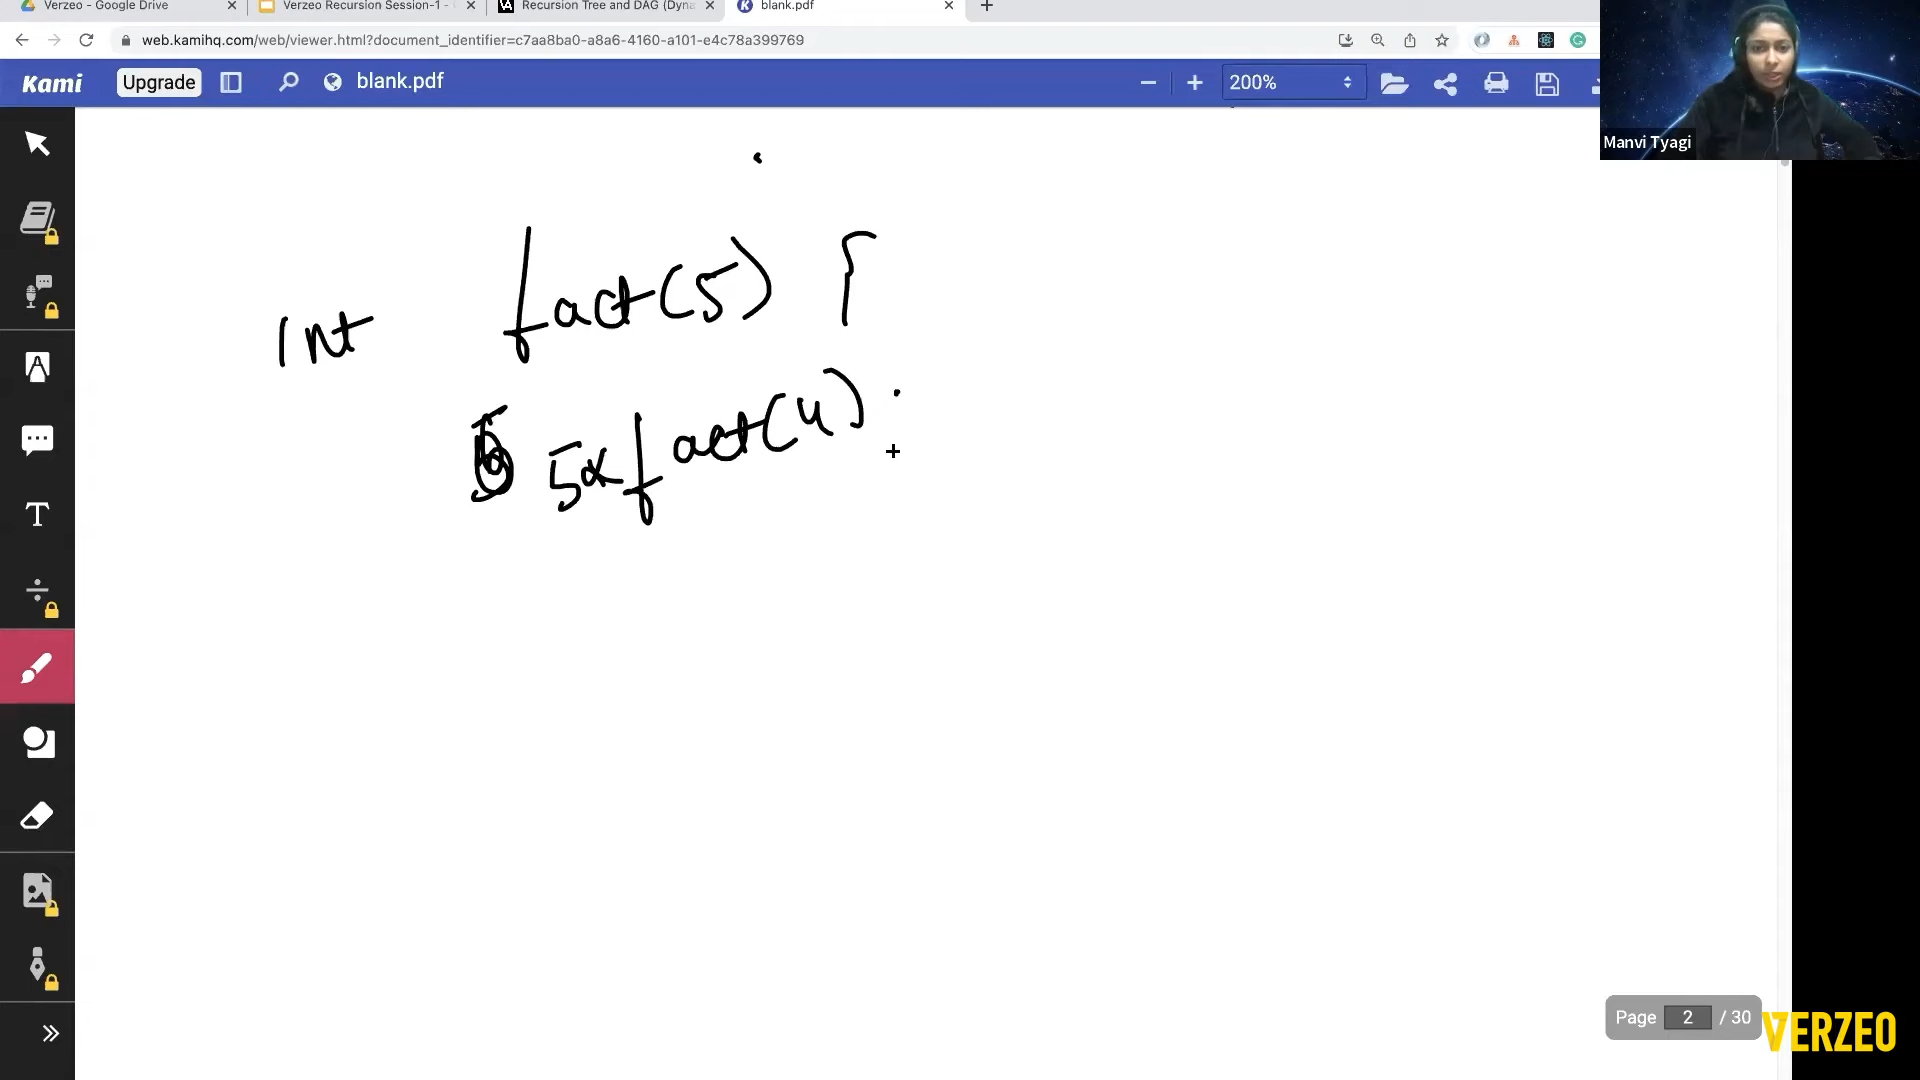 Verzeo - Google Drive
Verzeo Recursion Session-1 -
Recursion Tree and DAG (Dyna
blank.pdf
web.kamihq.com/web/viewer.html?document_identifier=c7aa8ba0-a8a6-4160-a101-e4c78a399769
Kami
Upgrade
blank.pdf
200%
Manvi Tyagi
int fact(5) {
5x fact(4);
Page 2 / 30
VERZEO